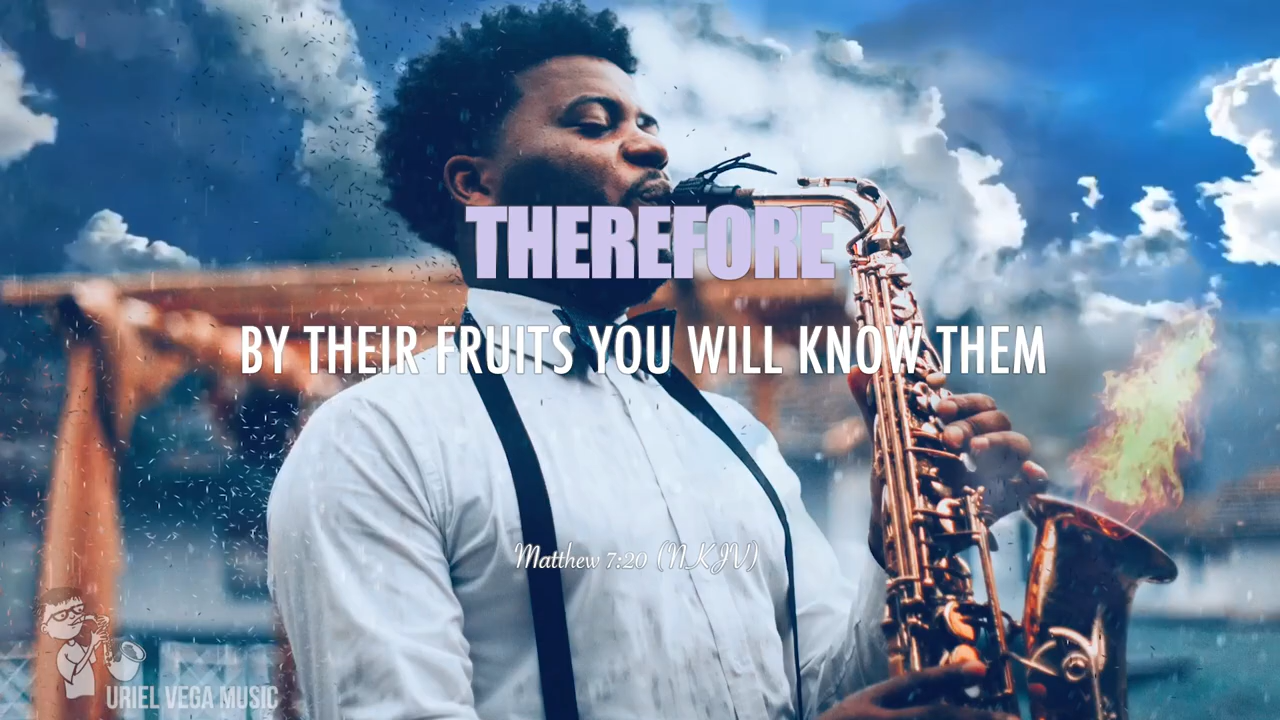 THEREFORE
BY THEIR FRUITS YOU WILL KNOW THEM
Matthew 7:20 (NKJV)
URIEL VEGA MUSIC